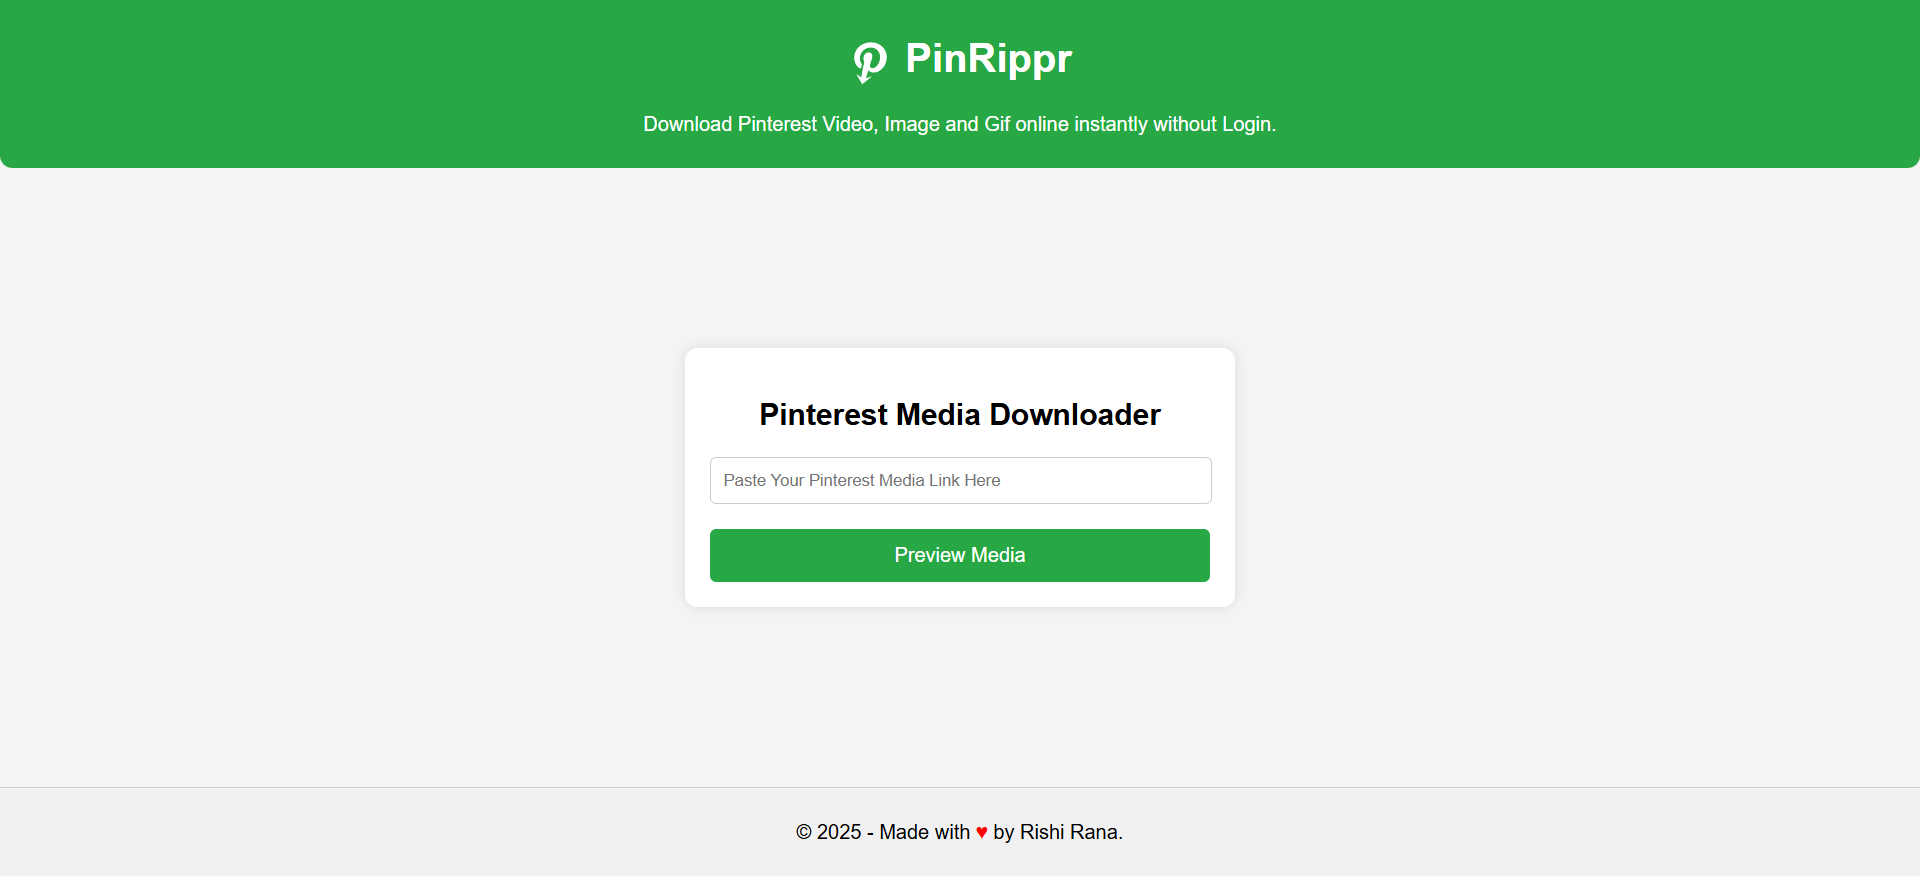 PinRippr
Download Pinterest Video, Image and Gif online instantly without Login.
Pinterest Media Downloader
Paste Your Pinterest Media Link Here
Preview Media
© 2025 - Made with ♥ by Rishi Rana.